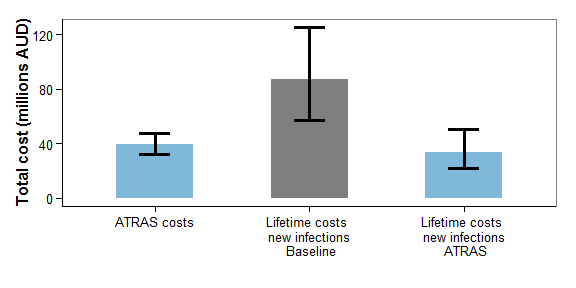 Total cost (millions AUD)
120
80
40
0
ATRAS costs
Lifetime costs
new infections
Baseline
Lifetime costs
new infections
ATRAS